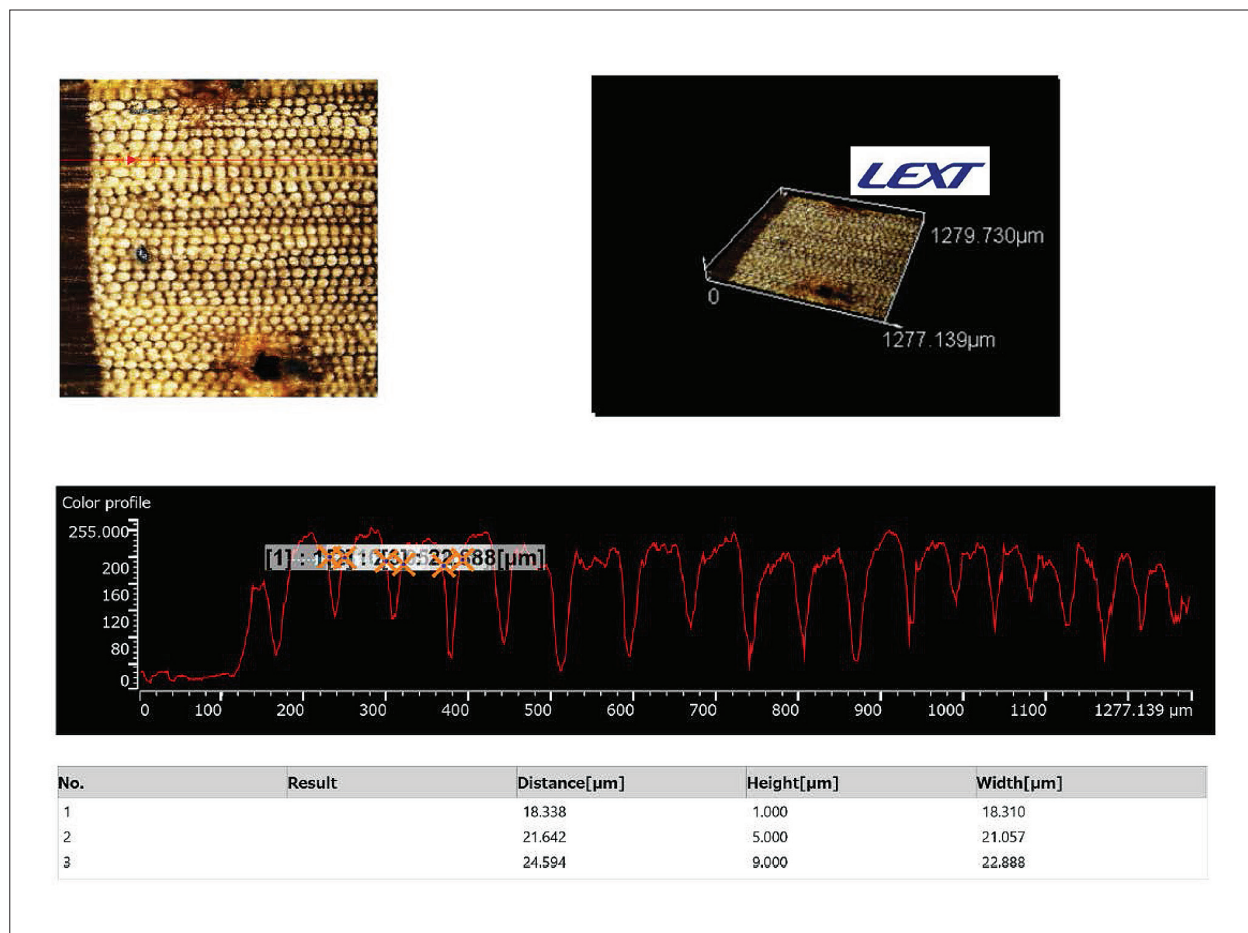 LEXT
1279.730µm
0
1277.139µm
Color profile
255.000
200
160
120
80
0
22.888[µm]
0 100 200 300 400 500 600 700 800 900 1000 1100 1277.139 µm
No. Result Distance[µm] Height[µm] Width[µm]
1 18.338 1.000 18.310
2 21.642 5.000 21.057
3 24.594 9.000 22.888